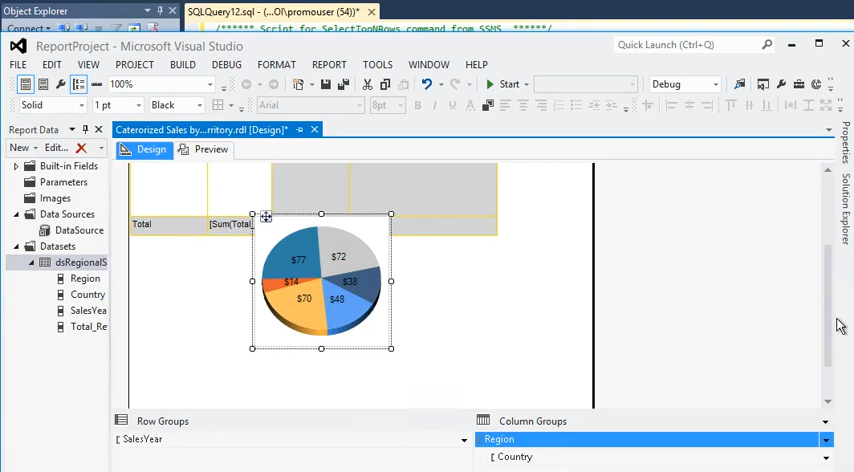 Object Explorer
SQLQuery12.sql - (...OI\promouser (54))*
Connect
/****** Script for SelectTopNRows command from SSMS ******/
ReportProject - Microsoft Visual Studio
Quick Launch (Ctrl+Q)
FILE EDIT VIEW PROJECT BUILD DEBUG FORMAT REPORT TOOLS WINDOW HELP
100% Start Debug
Solid 1 pt Black Arial 8pt B I U A
Report Data
Caterorized Sales by...rritory.rdl [Design]*
New Edit...
Design Preview
Built-in Fields
Parameters
Images
Data Sources
DataSource
Datasets
dsRegionalS
Region
Country
SalesYea
Total_Re
Total [Sum(Total_
$77 $72
$14 $38
$70 $48
Properties
Solution Explorer
Row Groups Column Groups
[ SalesYear [ Region
[ Country